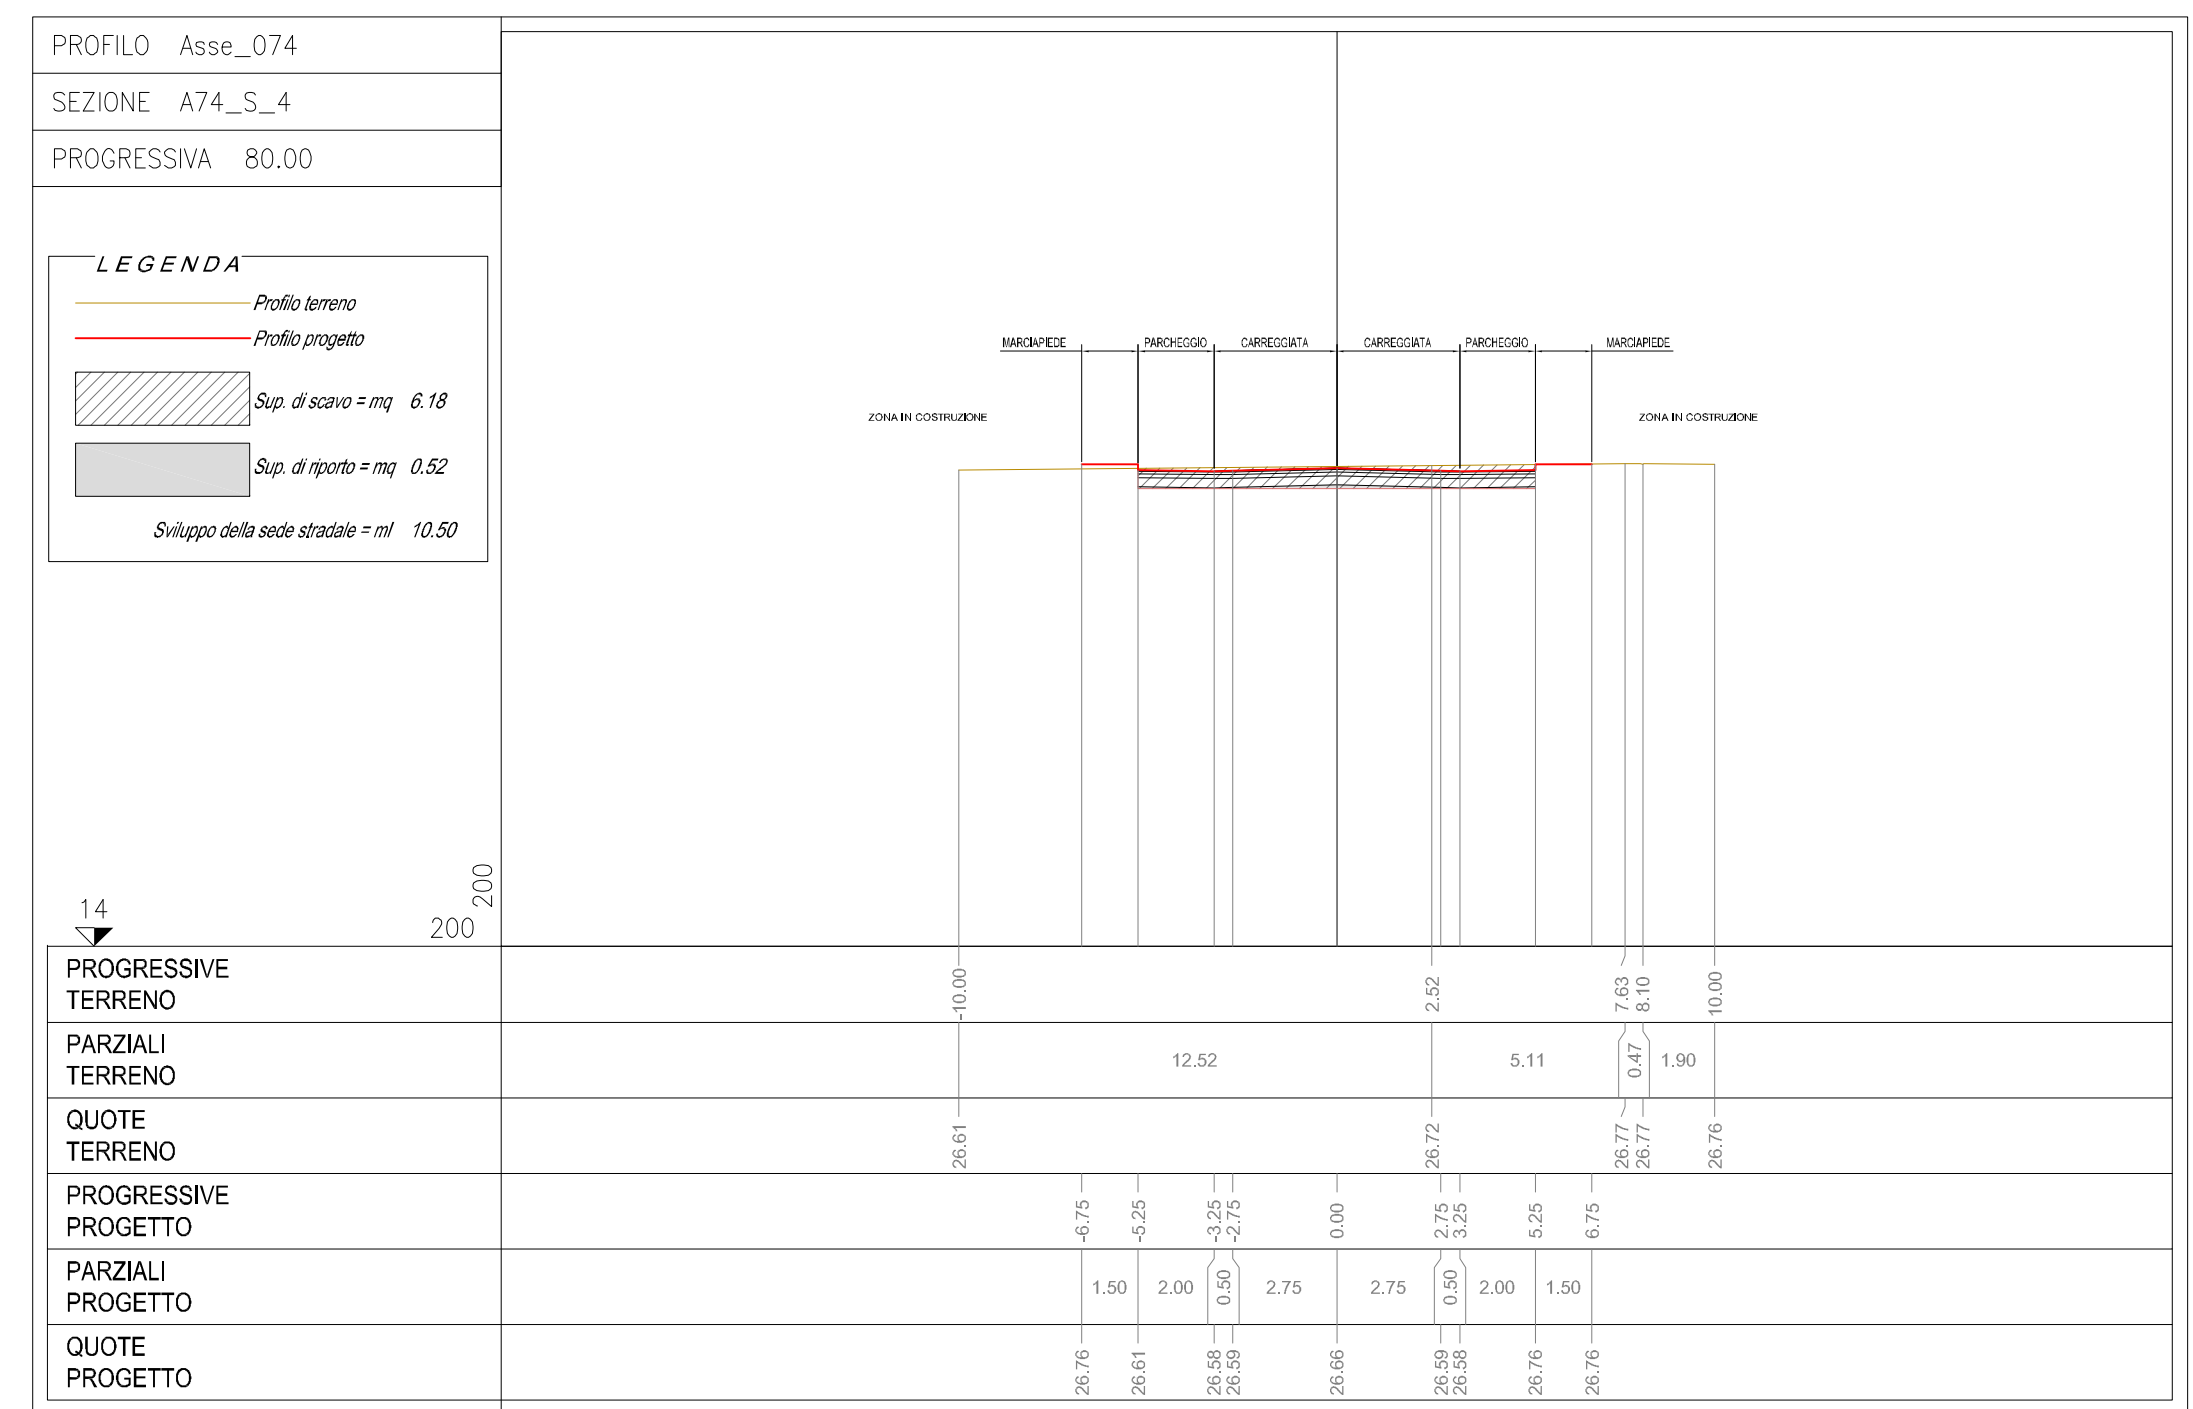 PROFILO Asse_074
SEZIONE A74_S_4
PROGRESSIVA 80.00
LEGENDA
Profilo terreno
Profilo progetto
Sup. di scavo = mq 6.18
Sup. di riporto = mq 0.52
Sviluppo della sede stradale = ml 10.50
MARCIAPIEDE PARCHEGGIO CARREGGIATA CARREGGIATA PARCHEGGIO MARCIAPIEDE
ZONA IN COSTRUZIONE ZONA IN COSTRUZIONE
14
200
200
PROGRESSIVE
TERRENO
-10.00 2.52 7.63 8.10 10.00
PARZIALI
TERRENO
12.52 5.11 0.47 1.90
QUOTE
TERRENO
26.61 26.72 26.77 26.77 26.76
PROGRESSIVE
PROGETTO
-6.75 -5.25 -3.25 -2.75 0.00 2.75 3.25 5.25 6.75
PARZIALI
PROGETTO
1.50 2.00 0.50 2.75 2.75 0.50 2.00 1.50
QUOTE
PROGETTO
26.76 26.61 26.58 26.59 26.66 26.59 26.58 26.76 26.76